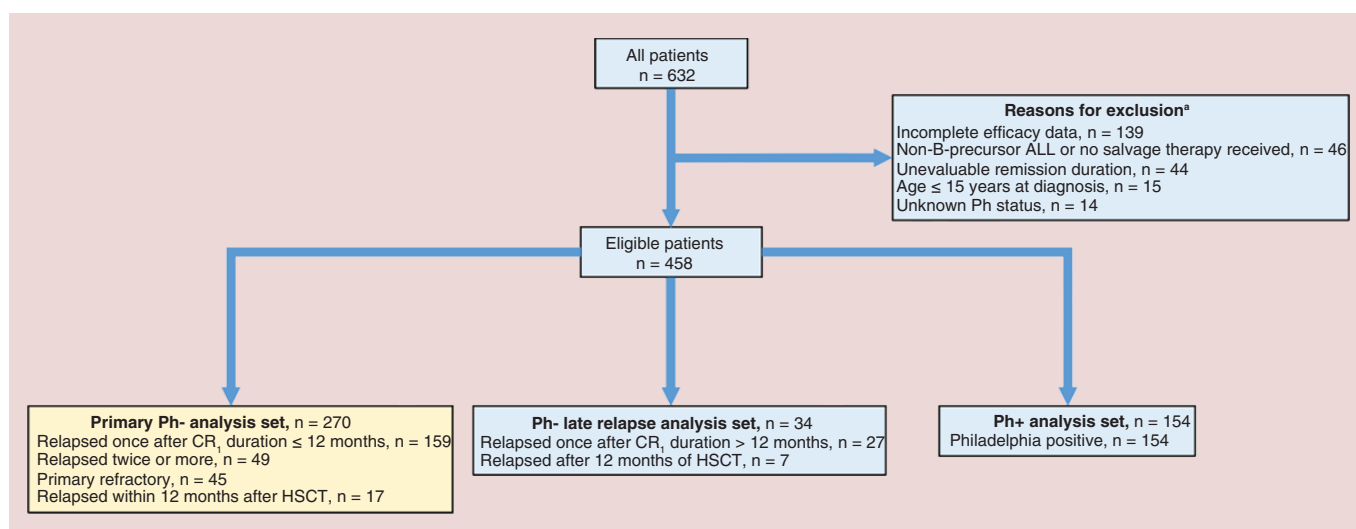 All patients
n = 632
Reasons for exclusionᵃ
Incomplete efficacy data, n = 139
Non-B-precursor ALL or no salvage therapy received, n = 46
Unevaluable remission duration, n = 44
Age ≤ 15 years at diagnosis, n = 15
Unknown Ph status, n = 14
Eligible patients
n = 458
Primary Ph- analysis set, n = 270
Relapsed once after CR₁ duration ≤ 12 months, n = 159
Relapsed twice or more, n = 49
Primary refractory, n = 45
Relapsed within 12 months after HSCT, n = 17
Ph- late relapse analysis set, n = 34
Relapsed once after CR₁ duration > 12 months, n = 27
Relapsed after 12 months of HSCT, n = 7
Ph+ analysis set, n = 154
Philadelphia positive, n = 154